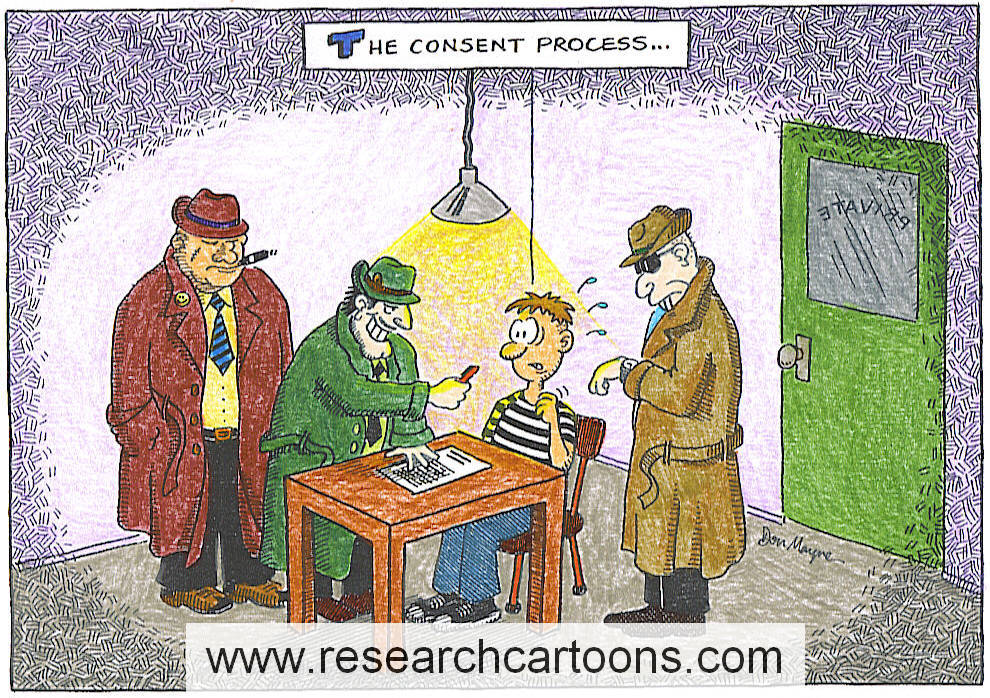 THE CONSENT PROCESS...
PRIVATE
Don Mayne
www.researchcartoons.com